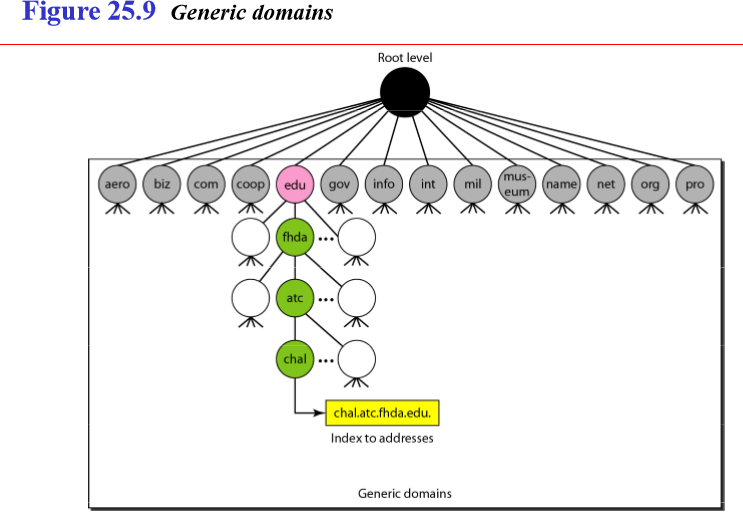 Figure 25.9 Generic domains
Root level
aero biz com coop edu gov info int mil mus-
eum name net org pro
fhda ...
atc ...
chal ...
chal.atc.fhda.edu.
Index to addresses
Generic domains